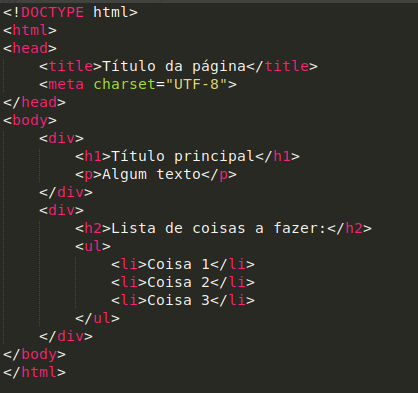 <!DOCTYPE html>
<html>
<head>
    <title>Título da página</title>
    <meta charset="UTF-8">
</head>
<body>
    <div>
        <h1>Título principal</h1>
        <p>Algum texto</p>
    </div>
    <div>
        <h2>Lista de coisas a fazer:</h2>
        <ul>
            <li>Coisa 1</li>
            <li>Coisa 2</li>
            <li>Coisa 3</li>
        </ul>
    </div>
</body>
</html>